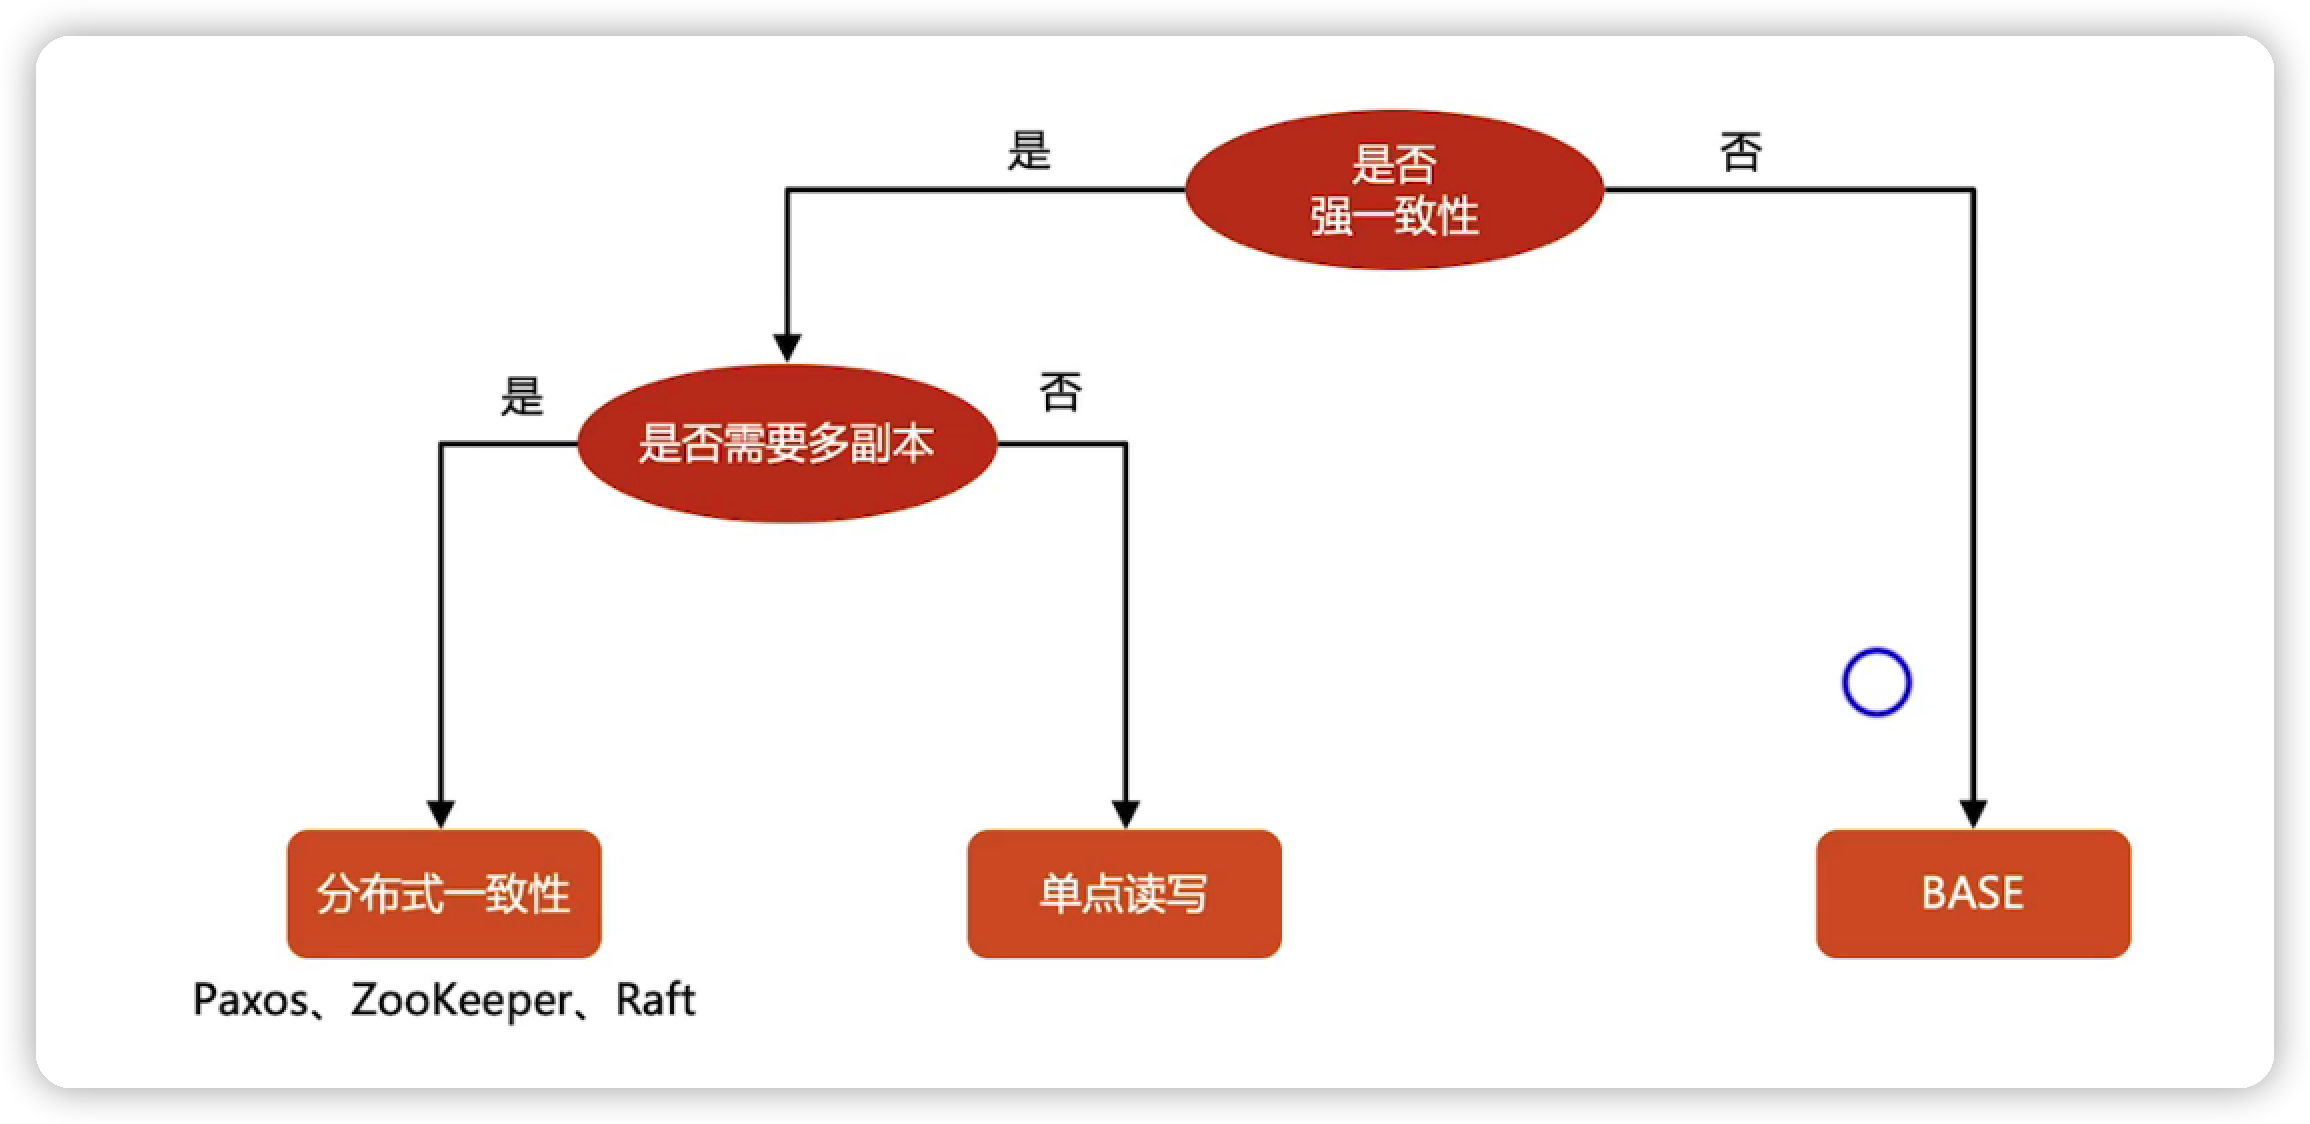 是
是否
强一致性
否
是
是否需要多副本
否
分布式一致性
单点读写
BASE
Paxos、ZooKeeper、Raft